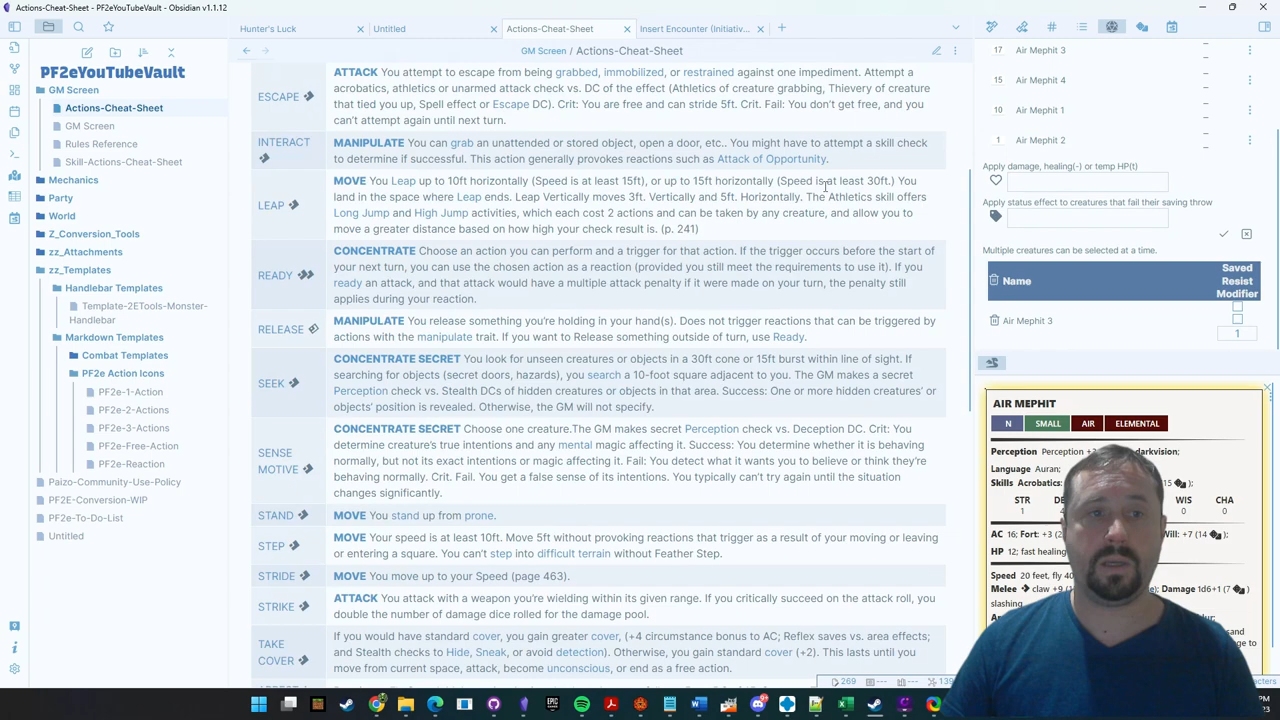 Actions-Cheat-Sheet - PF2eYouTubeVault - Obsidian v1.1.12
Hunter's Luck
Untitled
Actions-Cheat-Sheet
Insert Encounter (Initiativ...
GM Screen / Actions-Cheat-Sheet
PF2eYouTubeVault
GM Screen
Actions-Cheat-Sheet
GM Screen
Rules Reference
Skill-Actions-Cheat-Sheet
Mechanics
Party
World
Z_Conversion_Tools
zz_Attachments
zz_Templates
Handlebar Templates
Template-2ETools-Monster-
Handlebar
Markdown Templates
Combat Templates
PF2e Action Icons
PF2e-1-Action
PF2e-2-Actions
PF2e-3-Actions
PF2e-Free-Action
PF2e-Reaction
Paizo-Community-Use-Policy
PF2E-Conversion-WIP
PF2e-To-Do-List
Untitled
ESCAPE
ATTACK You attempt to escape from being grabbed, immobilized, or restrained against one impediment. Attempt a
acrobatics, athletics or unarmed attack check vs. DC of the effect (Athletics of creature grabbing, Thievery of creature
that tied you up, Spell effect or Escape DC). Crit: You are free and can stride 5ft. Crit. Fail: You don't get free, and you
can't attempt again until next turn.
INTERACT
MANIPULATE You can grab an unattended or stored object, open a door, etc.. You might have to attempt a skill check
to determine if successful. This action generally provokes reactions such as Attack of Opportunity.
LEAP
MOVE You Leap up to 10ft horizontally (Speed is at least 15ft), or up to 15ft horizontally (Speed is at least 30ft.) You
land in the space where Leap ends. Leap Vertically moves 3ft. Vertically and 5ft. Horizontally. The Athletics skill offers
Long Jump and High Jump activities, which each cost 2 actions and can be taken by any creature, and allow you to
move a greater distance based on how high your check result is. (p. 241)
READY
CONCENTRATE Choose an action you can perform and a trigger for that action. If the trigger occurs before the start of
your next turn, you can use the chosen action as a reaction (provided you still meet the requirements to use it). If you
ready an attack, and that attack would have a multiple attack penalty if it were made on your turn, the penalty still
applies during your reaction.
RELEASE
MANIPULATE You release something you're holding in your hand(s). Does not trigger reactions that can be triggered by
actions with the manipulate trait. If you want to Release something outside of turn, use Ready.
SEEK
CONCENTRATE SECRET You look for unseen creatures or objects in a 30ft cone or 15ft burst within line of sight. If
searching for objects (secret doors, hazards), you search a 10-foot square adjacent to you. The GM makes a secret
Perception check vs. Stealth DCs of hidden creatures or objects in that area. Success: One or more hidden creatures' or
objects' position is revealed. Otherwise, the GM will not specify.
SENSE
MOTIVE
CONCENTRATE SECRET Choose one creature.The GM makes secret Perception check vs. Deception DC. Crit: You
determine creature's true intentions and any mental magic affecting it. Success: You determine whether it is behaving
normally, but not its exact intentions or magic affecting it. Fail: You detect what it wants you to believe or think they're
behaving normally. Crit. Fail. You get a false sense of its intentions. You typically can't try again until the situation
changes significantly.
STAND
MOVE You stand up from prone.
STEP
MOVE Your speed is at least 10ft. Move 5ft without provoking reactions that trigger as a result of your moving or leaving
or entering a square. You can't step into difficult terrain without Feather Step.
STRIDE
MOVE You move up to your Speed (page 463).
STRIKE
ATTACK You attack with a weapon you're wielding within its given range. If you critically succeed on the attack roll, you
double the number of damage dice rolled for the damage pool.
TAKE
COVER
If you would have standard cover, you gain greater cover, (+4 circumstance bonus to AC; Reflex saves vs. area effects;
and Stealth checks to Hide, Sneak, or avoid detection). Otherwise, you gain standard cover (+2). This lasts until you
move from current space, attack, become unconscious, or end as a free action.
17 Air Mephit 3
15 Air Mephit 4
10 Air Mephit 1
1 Air Mephit 2
Apply damage, healing(-) or temp HP(t)
Apply status effect to creatures that fail their saving throw
Multiple creatures can be selected at a time.
Name
Saved
Resist
Modifier
Air Mephit 3
1
AIR MEPHIT
N SMALL AIR ELEMENTAL
Perception Perception +3 darkvision;
Language Auran;
Skills Acrobatics: 15
STR WIS CHA
1 0 0
AC 16; Fort: +3 Will: +7 (14
HP 12; fast healing
Speed 20 feet, fly 40
Melee claw +9 Damage 1d6+1 (7
slashing
269